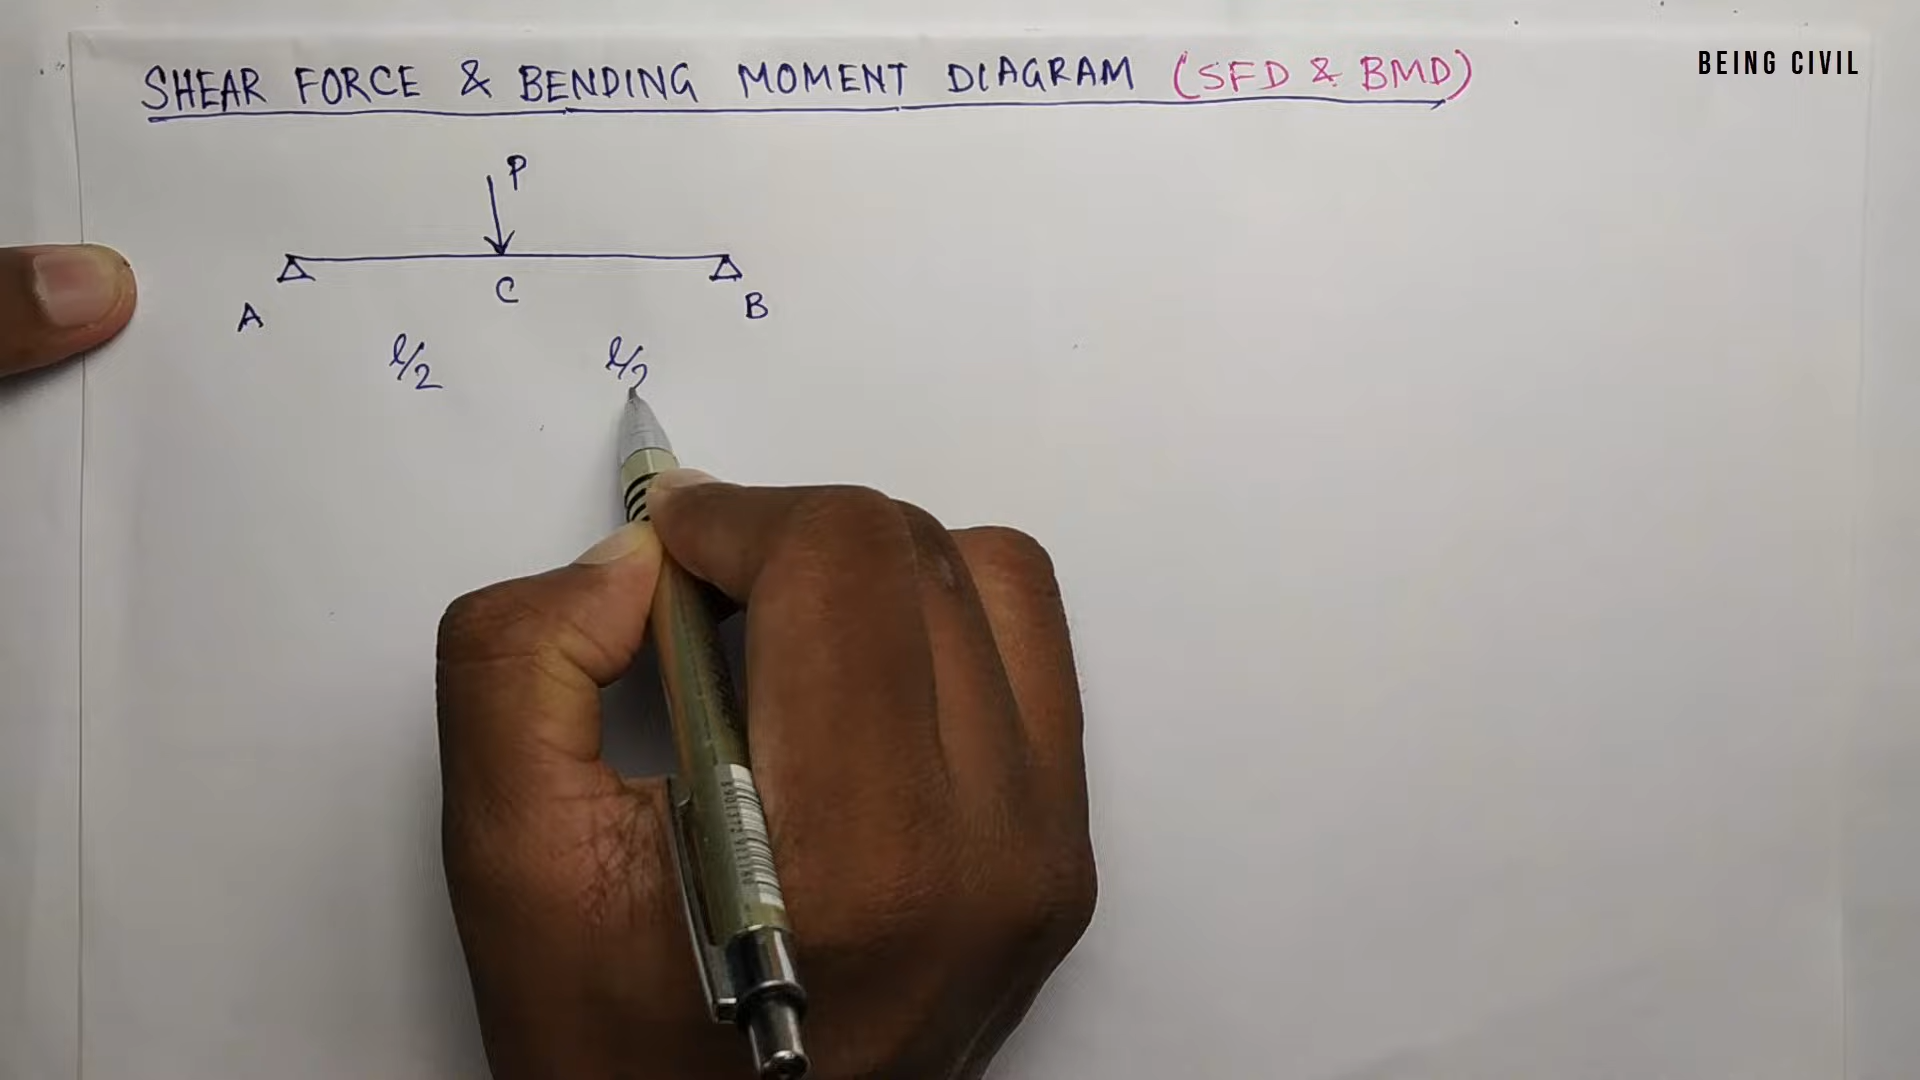 SHEAR FORCE & BENDING MOMENT DIAGRAM (SFD & BMD)
BEING CIVIL
P
C
A
B
l/2
l/2